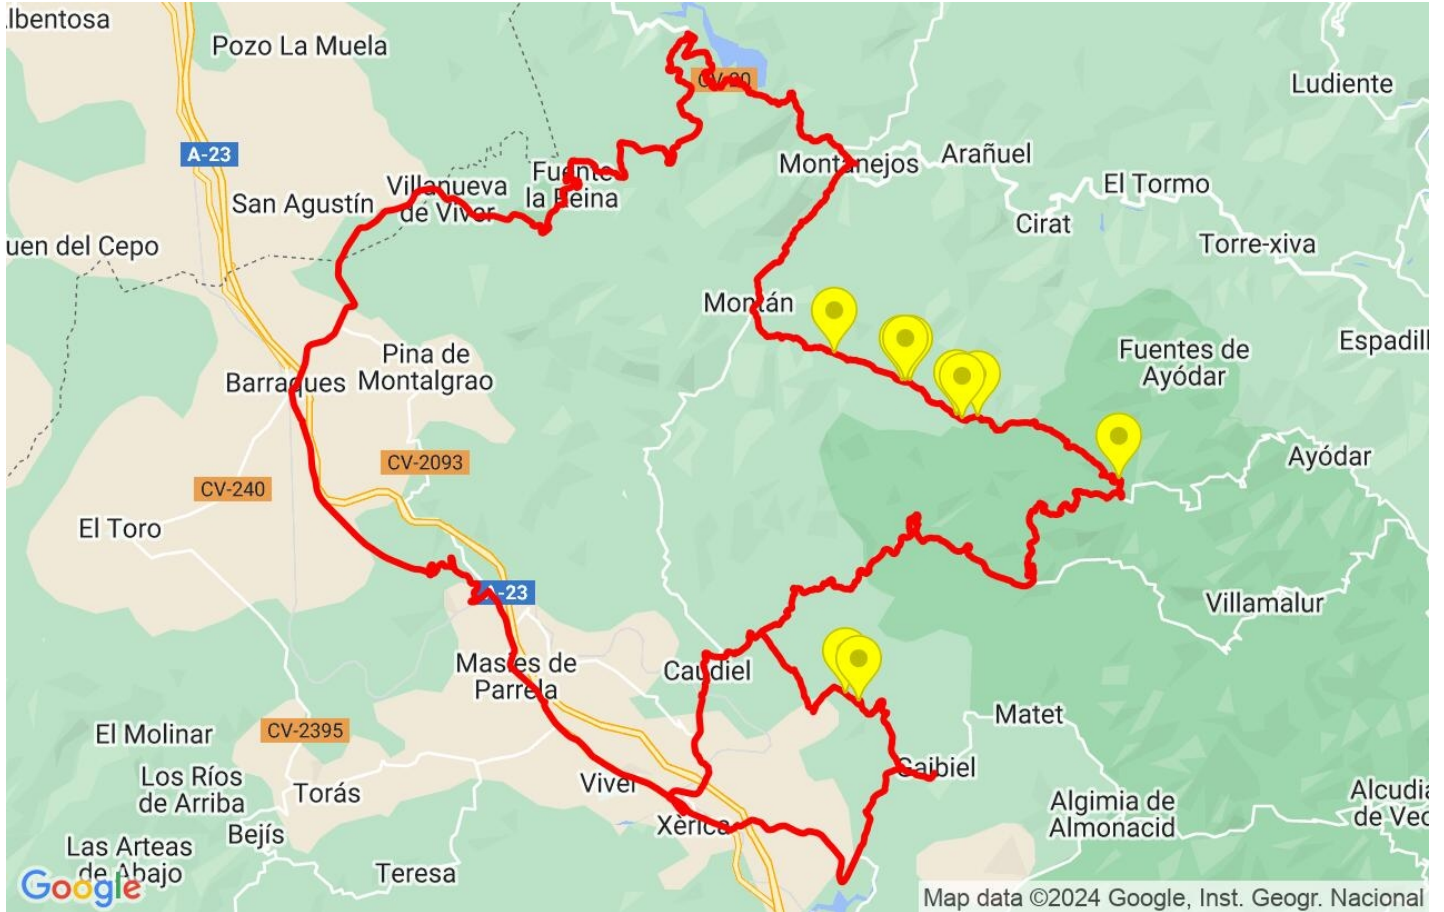 lbentosa
Pozo La Muela
CV-20
Ludiente
A-23
Montanejos
Arañuel
Villanueva
de Viver
Fuente
la Reina
El Tormo
San Agustín
Cirat
uen del Cepo
Torre-xiva
Montán
Espadill
Pina de
Montalgrao
Fuentes de
Ayódar
Barraques
CV-2093
Ayódar
CV-240
El Toro
A-23
Villamalur
Masies de
Parrela
Caudiel
Matet
El Molinar
CV-2395
Gaibiel
Los Ríos
de Arriba
Torás
Viver
Algimia de
Almonacid
Alcudia
de Veo
Bejís
Xèrica
Las Arteas
de Abajo
Teresa
Google
Map data ©2024 Google, Inst. Geogr. Nacional